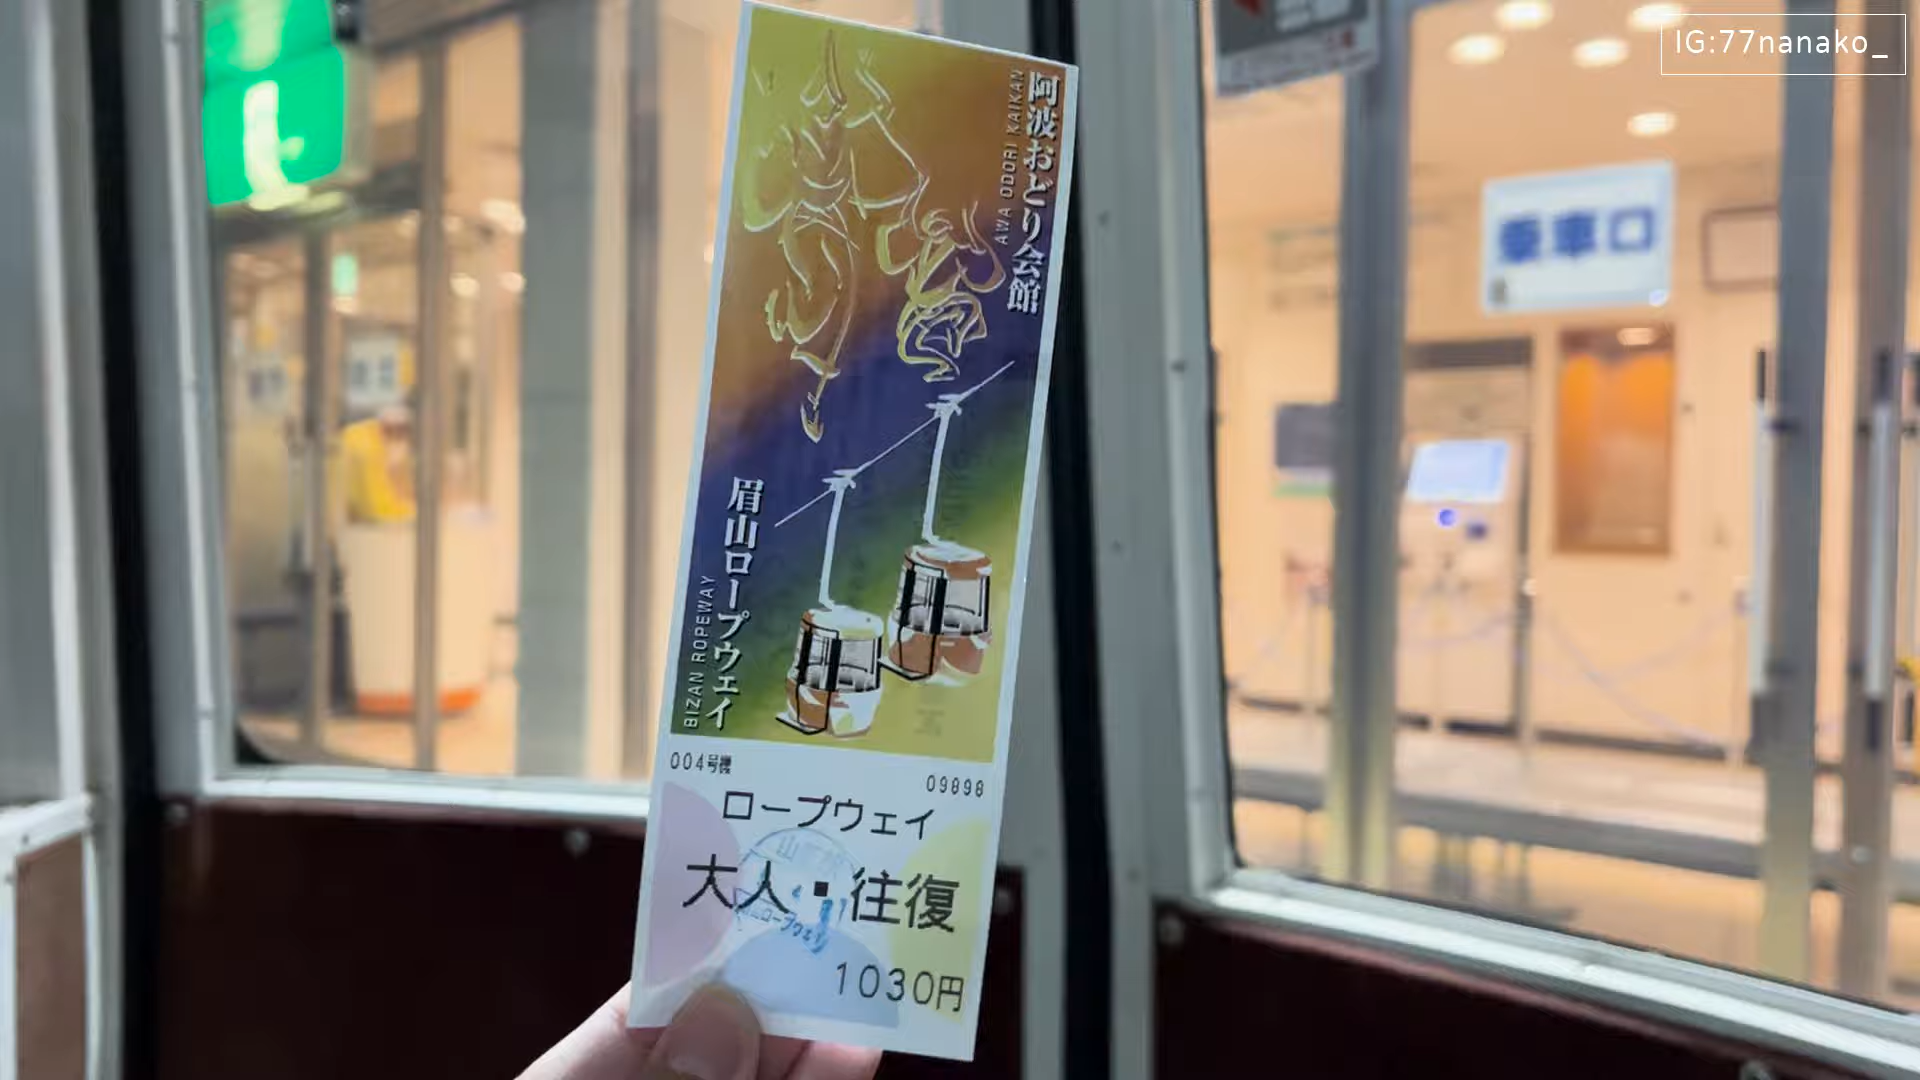 IG:77nanako_
阿波おどり会館
AWA ODORI KAIKAN
乗車口
眉山ロープウェイ
BIZAN ROPEWAY
004号機
09898
ロープウェイ
大人・往復
1030円